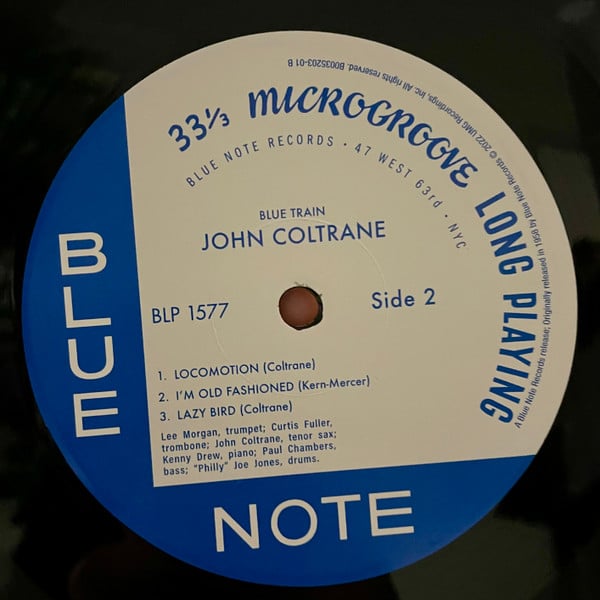 33⅓ MICROGROOVE LONG PLAYING
BLUE NOTE RECORDS · 47 WEST 63rd · NYC
BLUE TRAIN
JOHN COLTRANE
BLP 1577
Side 2
1. LOCOMOTION (Coltrane)
2. I'M OLD FASHIONED (Kern-Mercer)
3. LAZY BIRD (Coltrane)
Lee Morgan, trumpet; Curtis Fuller,
trombone; John Coltrane, tenor sax;
Kenny Drew, piano; Paul Chambers,
bass; "Philly" Joe Jones, drums.
BLUE
NOTE
A Blue Note Records release; Originally released in 1958 by Blue Note Records © 2022 UMG Recordings, Inc. All rights reserved. B0035203-01 B